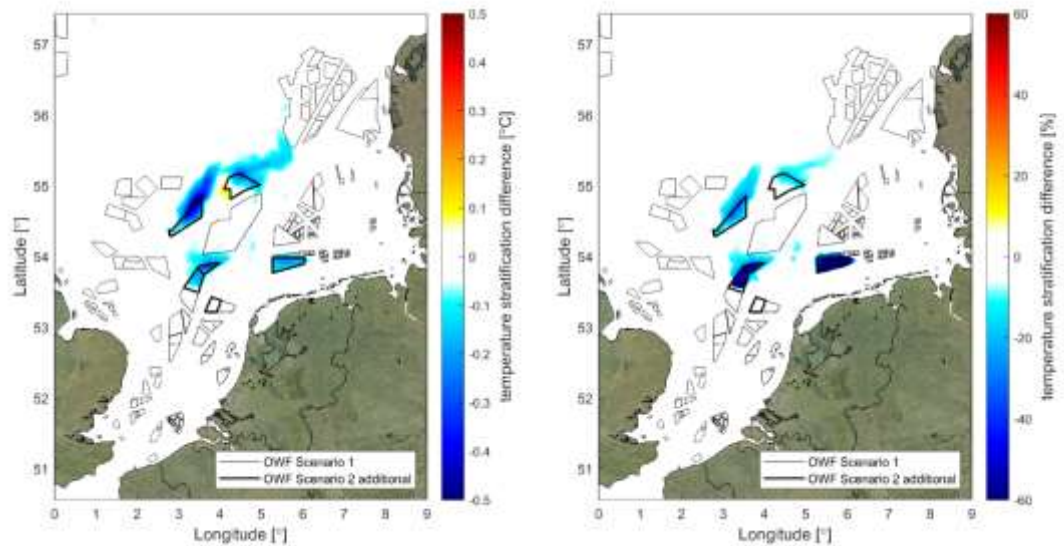 57
56
55
54
53
52
51
Latitude [°]
0 1 2 3 4 5 6 7 8 9
Longitude [°]
OWF Scenario 1
OWF Scenario 2 additional
0.5
0.4
0.3
0.2
0.1
0
-0.1
-0.2
-0.3
-0.4
-0.5
temperature stratification difference [°C]
57
56
55
54
53
52
51
Latitude [°]
0 1 2 3 4 5 6 7 8 9
Longitude [°]
OWF Scenario 1
OWF Scenario 2 additional
60
40
20
0
-20
-40
-60
temperature stratification difference [%]